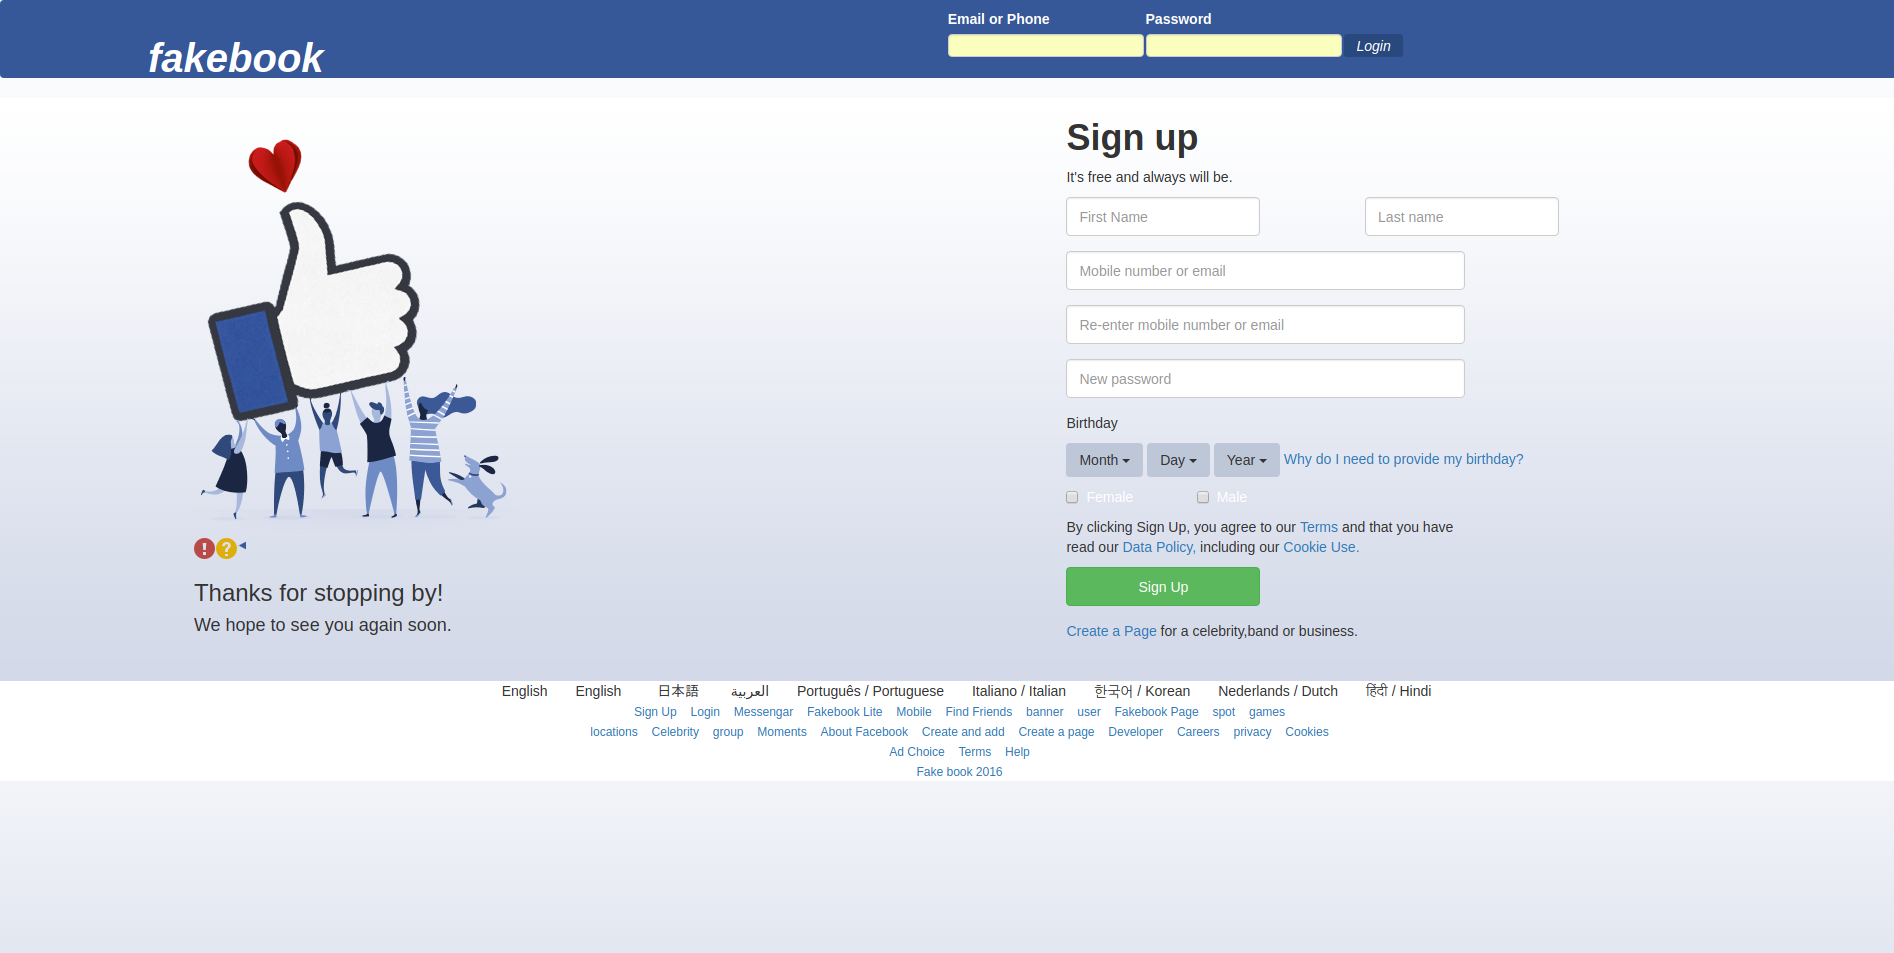 Email or Phone Password
fakebook
Login
Sign up
It's free and always will be.
First Name Last name
Mobile number or email
Re-enter mobile number or email
New password
Birthday
Month Day Year Why do I need to provide my birthday?
Female Male
By clicking Sign Up, you agree to our Terms and that you have
read our Data Policy, including our Cookie Use.
Sign Up
Create a Page for a celebrity,band or business.
! ?
Thanks for stopping by!
We hope to see you again soon.
English English 日本語 العربية Português / Portuguese Italiano / Italian 한국어 / Korean Nederlands / Dutch हिंदी / Hindi
Sign Up Login Messengar Fakebook Lite Mobile Find Friends banner user Fakebook Page spot games
locations Celebrity group Moments About Facebook Create and add Create a page Developer Careers privacy Cookies
Ad Choice Terms Help
Fake book 2016